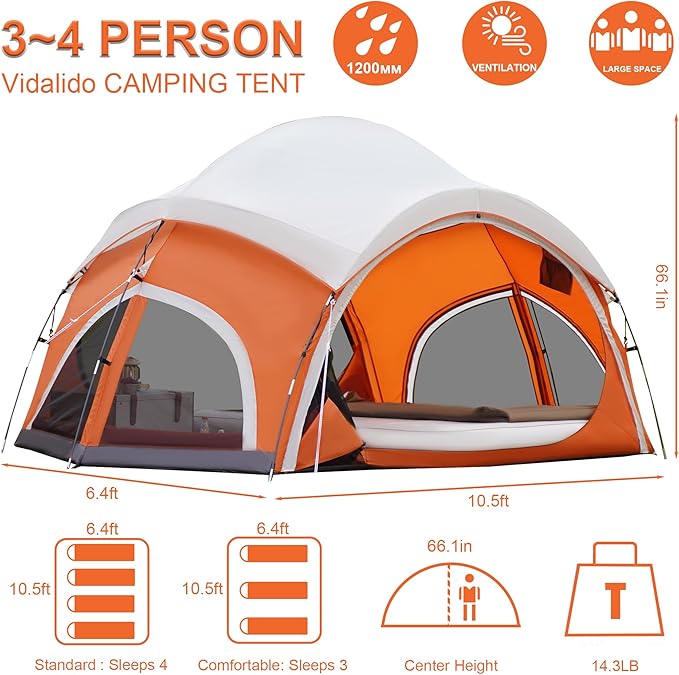 3~4 PERSON
Vidalido CAMPING TENT
1200MM
VENTILATION
LARGE SPACE
66.1in
6.4ft
10.5ft
6.4ft
10.5ft
Standard : Sleeps 4
6.4ft
10.5ft
Comfortable: Sleeps 3
66.1in
Center Height
T
14.3LB